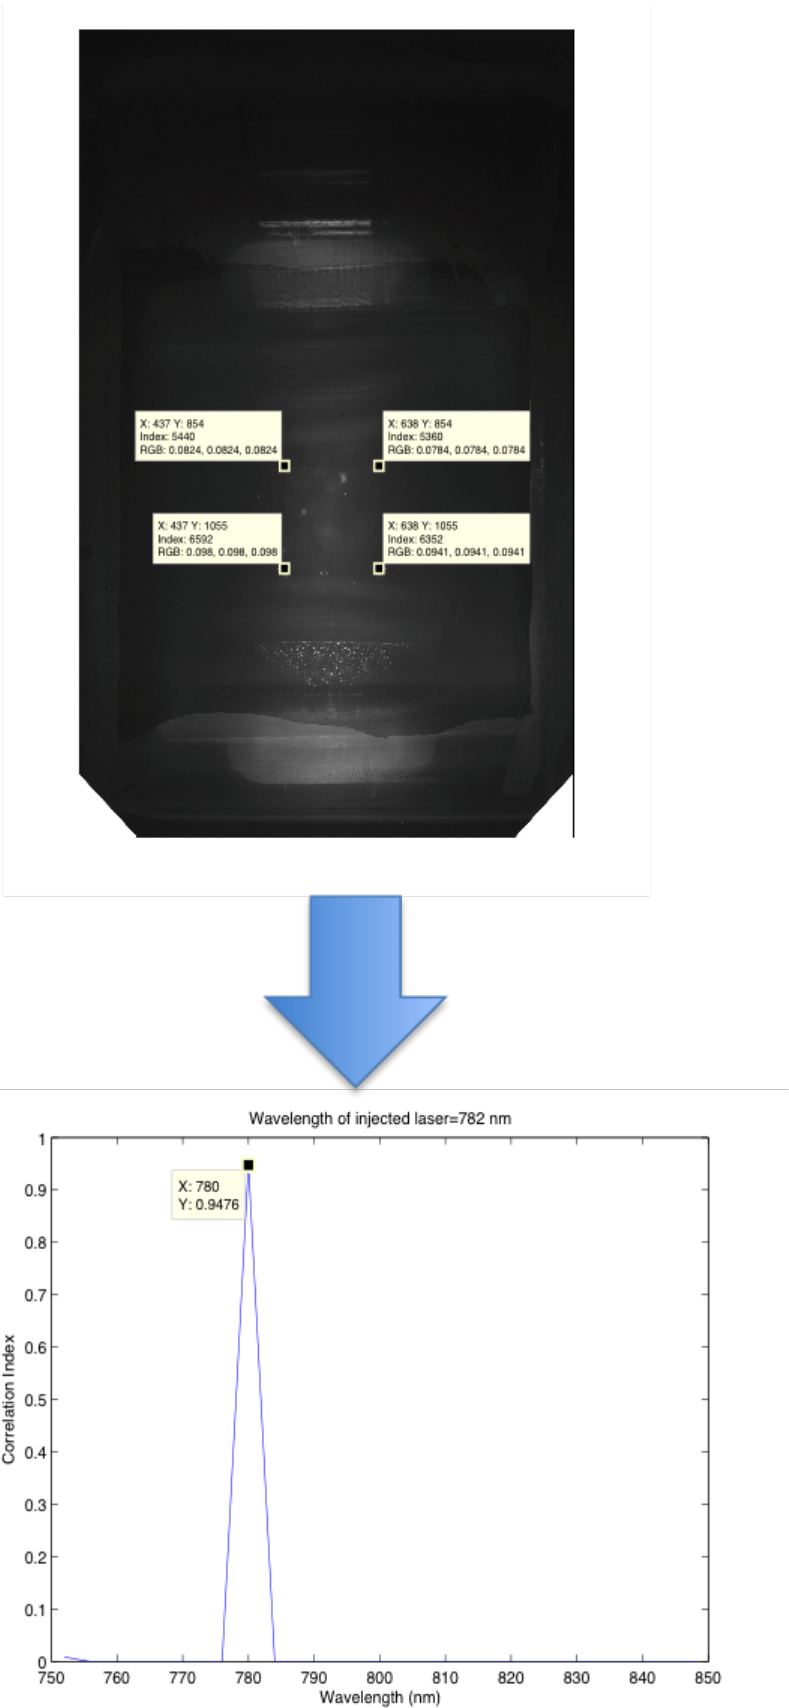 X: 437 Y: 854
Index: 5440
RGB: 0.0824, 0.0824, 0.0824
X: 638 Y: 854
Index: 5360
RGB: 0.0784, 0.0784, 0.0784
X: 437 Y: 1055
Index: 6592
RGB: 0.098, 0.098, 0.098
X: 638 Y: 1055
Index: 6352
RGB: 0.0941, 0.0941, 0.0941
Wavelength of injected laser=782 nm
X: 780
Y: 0.9476
1
0.9
0.8
0.7
0.6
0.5
0.4
0.3
0.2
0.1
0
Correlation Index
750 760 770 780 790 800 810 820 830 840 850
Wavelength (nm)